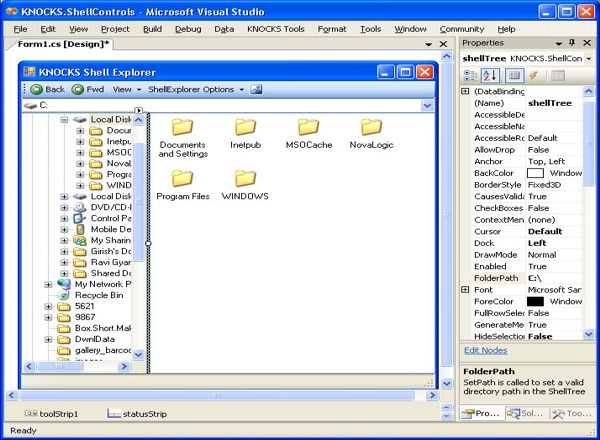 KNOCKS.ShellControls - Microsoft Visual Studio
File Edit View Project Build Debug Data KNOCKS Tools Format Tools Window Community Help
Form1.cs [Design]*
KNOCKS Shell Explorer
Back Fwd View ShellExplorer Options
C:
Local Disk
Docum
Inetpu
MSOC
NovaL
Progra
WIND
Local Disk
DVD/CD-
Control Pa
Mobile De
My Sharin
Girish's Do
Ravi Gyar
Shared Do
My Network P
Recycle Bin
5621
9867
Box.Short.Mak
DwnlData
gallery_barcod
Documents and Settings
Inetpub
MSOCache
NovaLogic
Program Files
WINDOWS
toolStrip1 statusStrip
Properties
shellTree KNOCKS.ShellCon
(DataBinding
(Name) shellTree
AccessibleDe
AccessibleNa
AccessibleRo Default
AllowDrop False
Anchor Top, Left
BackColor Window
BorderStyle Fixed3D
CausesValida True
CheckBoxes False
ContextMen (none)
Cursor Default
Dock Left
DrawMode Normal
Enabled True
FolderPath C:\
Font Microsoft San
ForeColor Window
FullRowSelec False
GenerateMe True
HideSelection False
Edit Nodes
FolderPath
SetPath is called to set a valid
directory path in the ShellTree
Pro... Sol... Too...
Ready